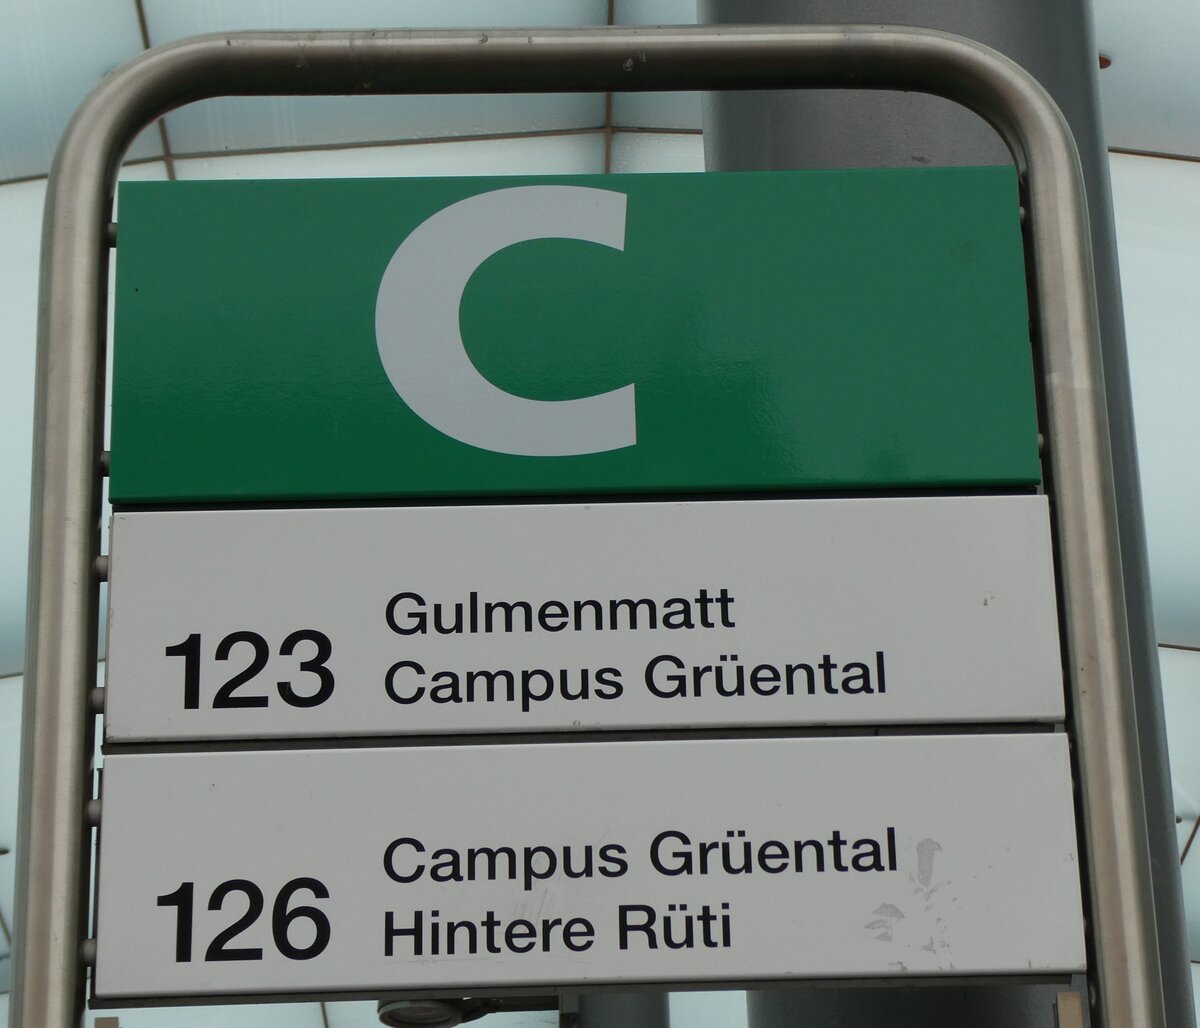 C
123 Gulmenmatt
Campus Grüental
126 Campus Grüental
Hintere Rüti